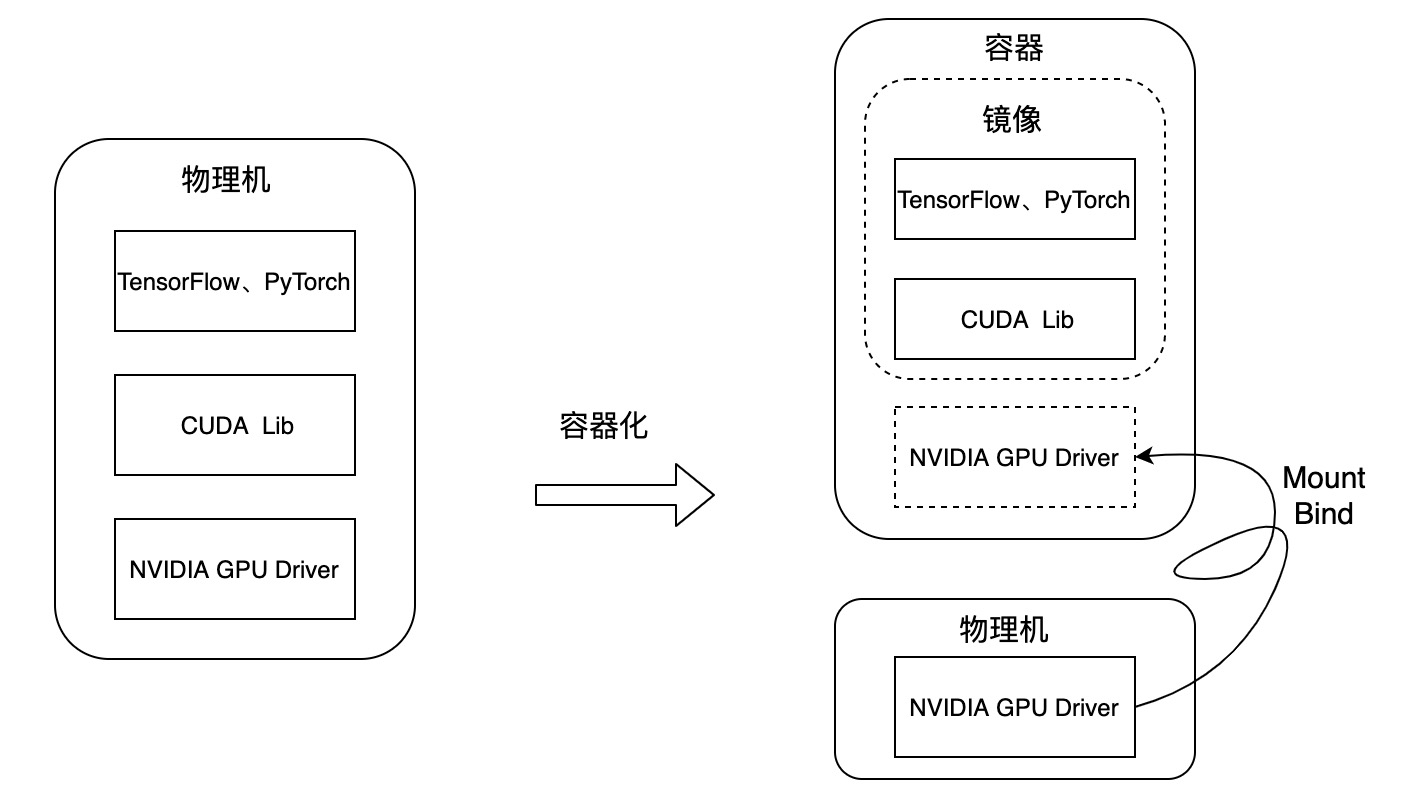 物理机
TensorFlow、PyTorch
CUDA Lib
NVIDIA GPU Driver
容器化
容器
镜像
TensorFlow、PyTorch
CUDA Lib
NVIDIA GPU Driver
Mount
Bind
物理机
NVIDIA GPU Driver